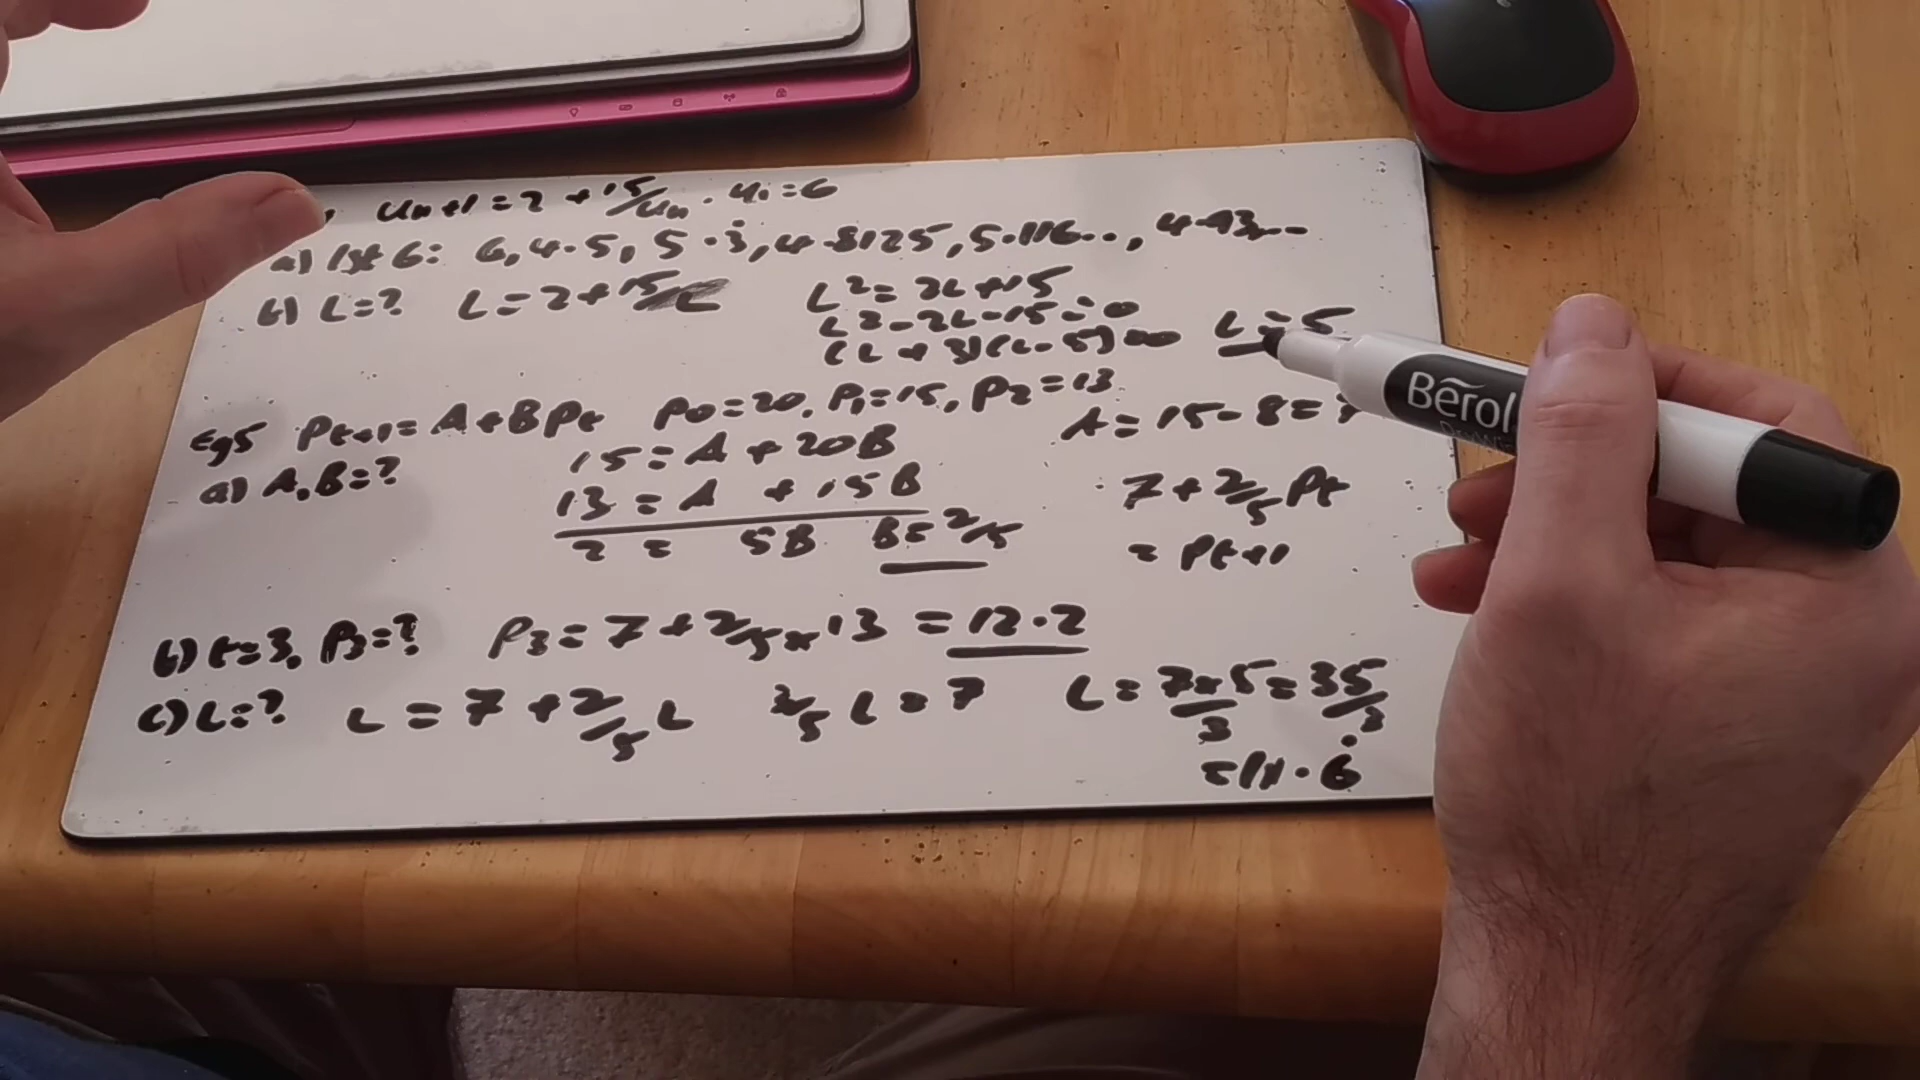 Un+1 = 2 + 15/Un . U1 = 6
a) 1st 6: 6, 4.5, 5.3̇, 4.8125, 5.116.., 4.93...
b) L=? L = 2 + 15/L
L² = 2L + 15
L² - 2L - 15 = 0
(L + 3)(L - 5) = 0
L = 5
Eg5 Pt+1 = A + BPt P0 = 20, P1 = 15, P2 = 13
a) A, B = ?
15 = A + 20B
13 = A + 15B
2 = 5B B = 2/5
A = 15 - 8 = 7
7 + 2/5 Pt
= Pt+1
b) t=3, P3=? P3 = 7 + 2/5 × 13 = 12.2
c) L=? L = 7 + 2/5 L 3/5 L = 7 L = 7×5/3 = 35/3
= 11.6̇
Berol